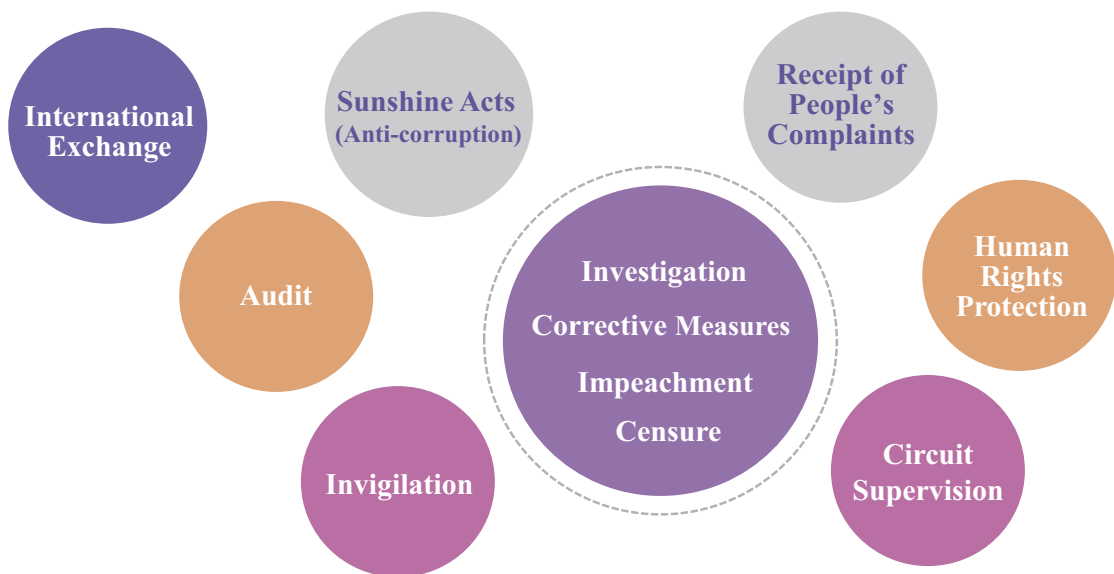 International
Exchange
Sunshine Acts
(Anti-corruption)
Receipt of
People’s
Complaints
Audit
Investigation
Corrective Measures
Impeachment
Censure
Human
Rights
Protection
Invigilation
Circuit
Supervision